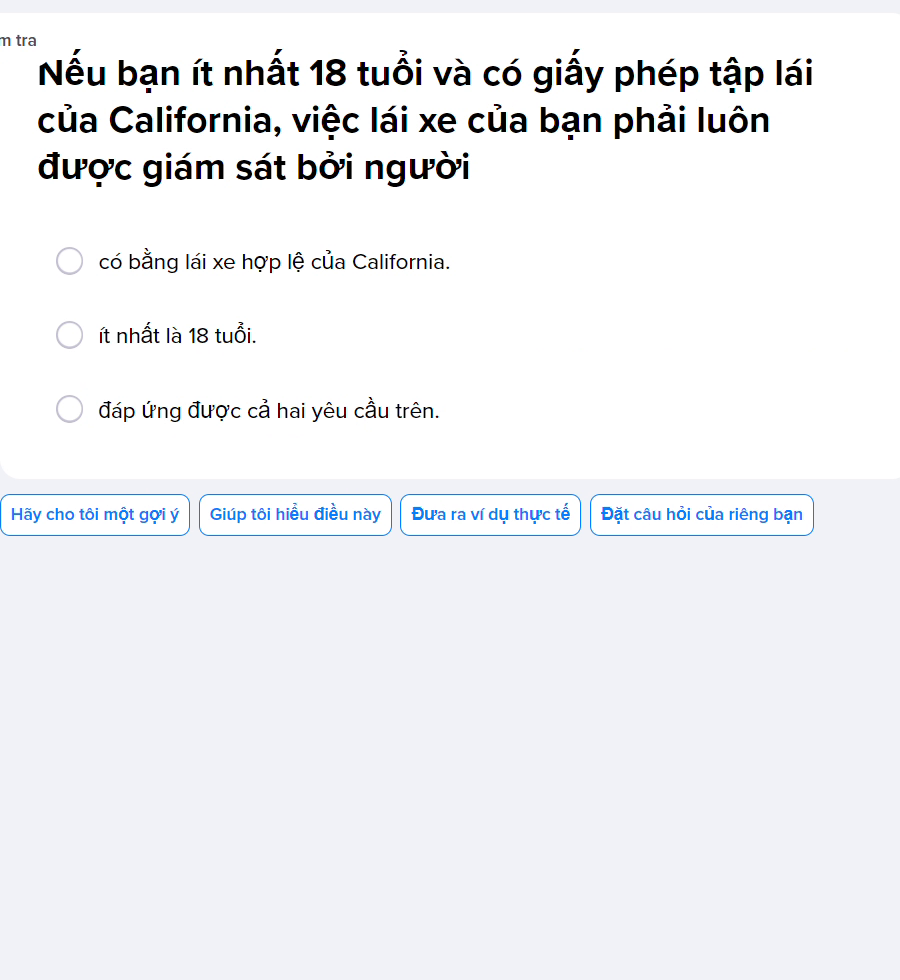 m tra
Nếu bạn ít nhất 18 tuổi và có giấy phép tập lái
của California, việc lái xe của bạn phải luôn
được giám sát bởi người
có bằng lái xe hợp lệ của California.
ít nhất là 18 tuổi.
đáp ứng được cả hai yêu cầu trên.
Hãy cho tôi một gợi ý
Giúp tôi hiểu điều này
Đưa ra ví dụ thực tế
Đặt câu hỏi của riêng bạn